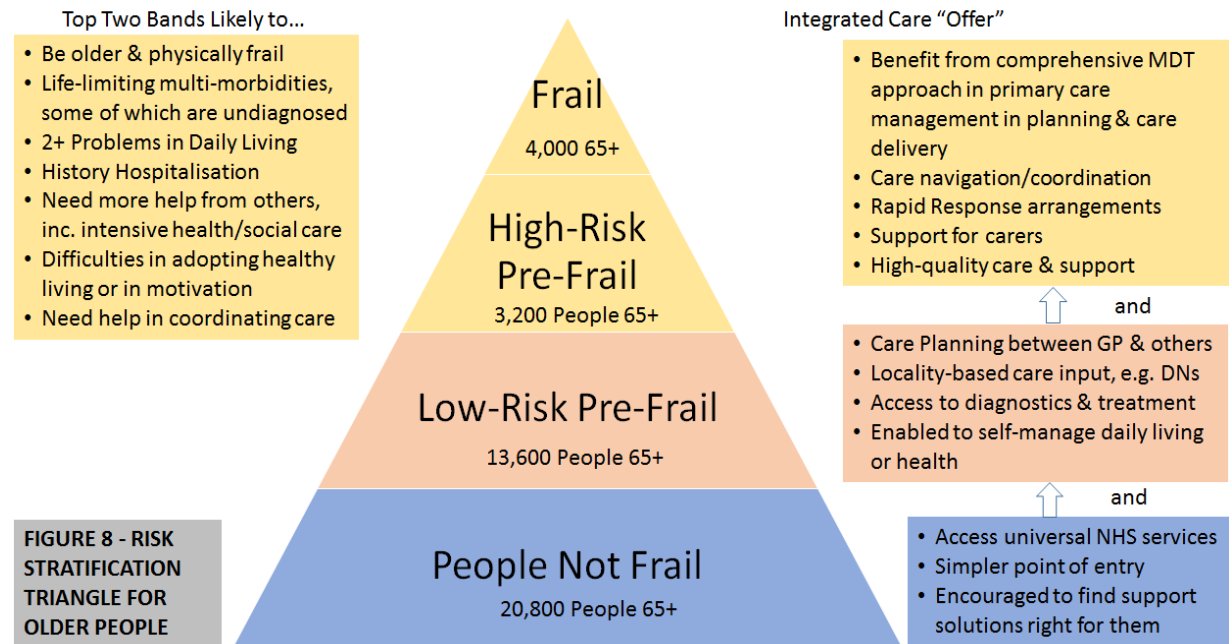 Top Two Bands Likely to...
• Be older & physically frail
• Life-limiting multi-morbidities,
some of which are undiagnosed
• 2+ Problems in Daily Living
• History Hospitalisation
• Need more help from others,
inc. intensive health/social care
• Difficulties in adopting healthy
living or in motivation
• Need help in coordinating care
FIGURE 8 - RISK
STRATIFICATION
TRIANGLE FOR
OLDER PEOPLE
Frail
4,000 65+
High-Risk
Pre-Frail
3,200 People 65+
Low-Risk Pre-Frail
13,600 People 65+
People Not Frail
20,800 People 65+
Integrated Care “Offer”
• Benefit from comprehensive MDT
approach in primary care
management in planning & care
delivery
• Care navigation/coordination
• Rapid Response arrangements
• Support for carers
• High-quality care & support
and
• Care Planning between GP & others
• Locality-based care input, e.g. DNs
• Access to diagnostics & treatment
• Enabled to self-manage daily living
or health
and
• Access universal NHS services
• Simpler point of entry
• Encouraged to find support
solutions right for them